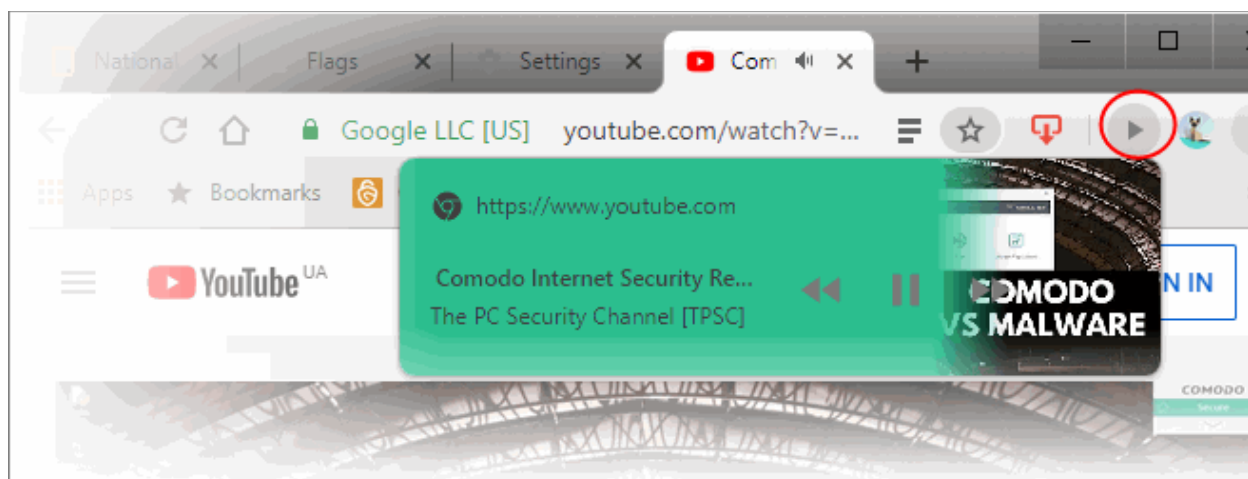 National
Flags
Settings
Com
Google LLC [US]
youtube.com/watch?v=...
Apps
Bookmarks
https://www.youtube.com
YouTube UA
Comodo Internet Security Re...
The PC Security Channel [TPSC]
COMODO
VS MALWARE
N IN
COMODO
Secure